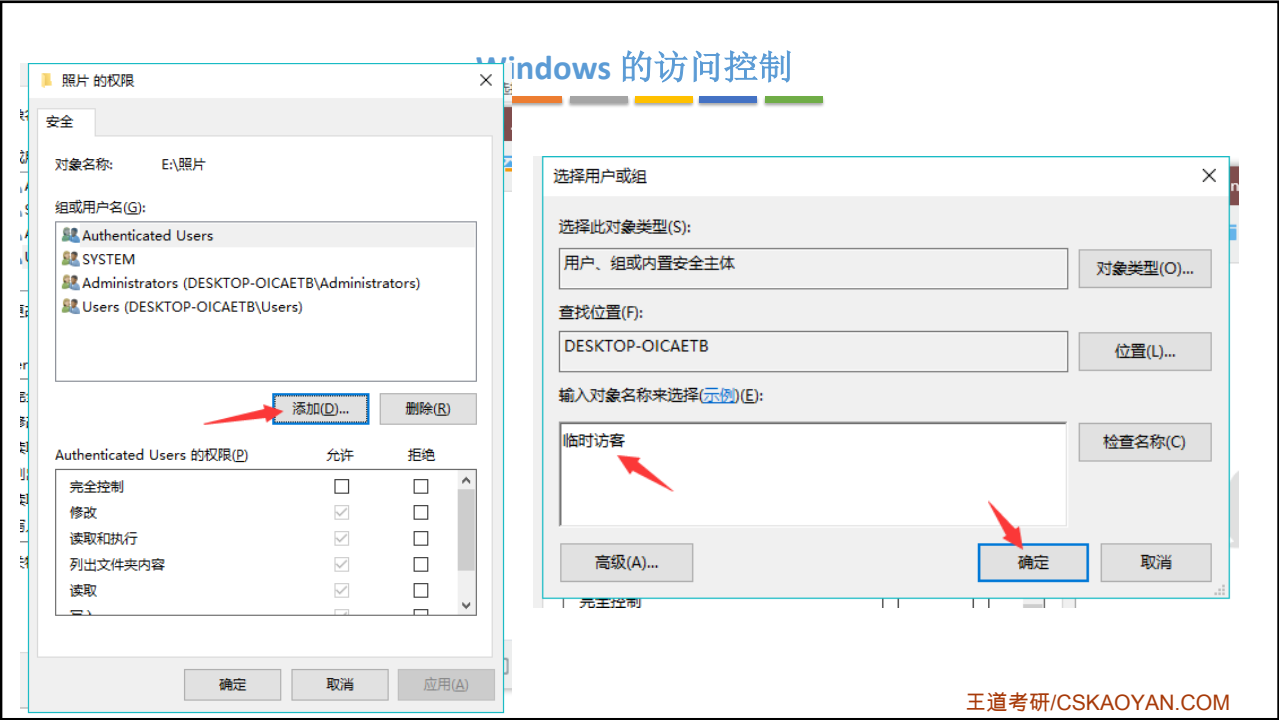 Windows 的访问控制
照片 的权限
安全
对象名称: E:\照片
组或用户名(G):
Authenticated Users
SYSTEM
Administrators (DESKTOP-OICAETB\Administrators)
Users (DESKTOP-OICAETB\Users)
添加(D)... 删除(R)
Authenticated Users 的权限(P) 允许 拒绝
完全控制
修改
读取和执行
列出文件夹内容
读取
确定 取消 应用(A)
选择用户或组
选择此对象类型(S):
用户、组或内置安全主体 对象类型(O)...
查找位置(F):
DESKTOP-OICAETB 位置(L)...
输入对象名称来选择(示例)(E):
临时访客 检查名称(C)
高级(A)... 确定 取消
完全控制
王道考研/CSKAOYAN.COM